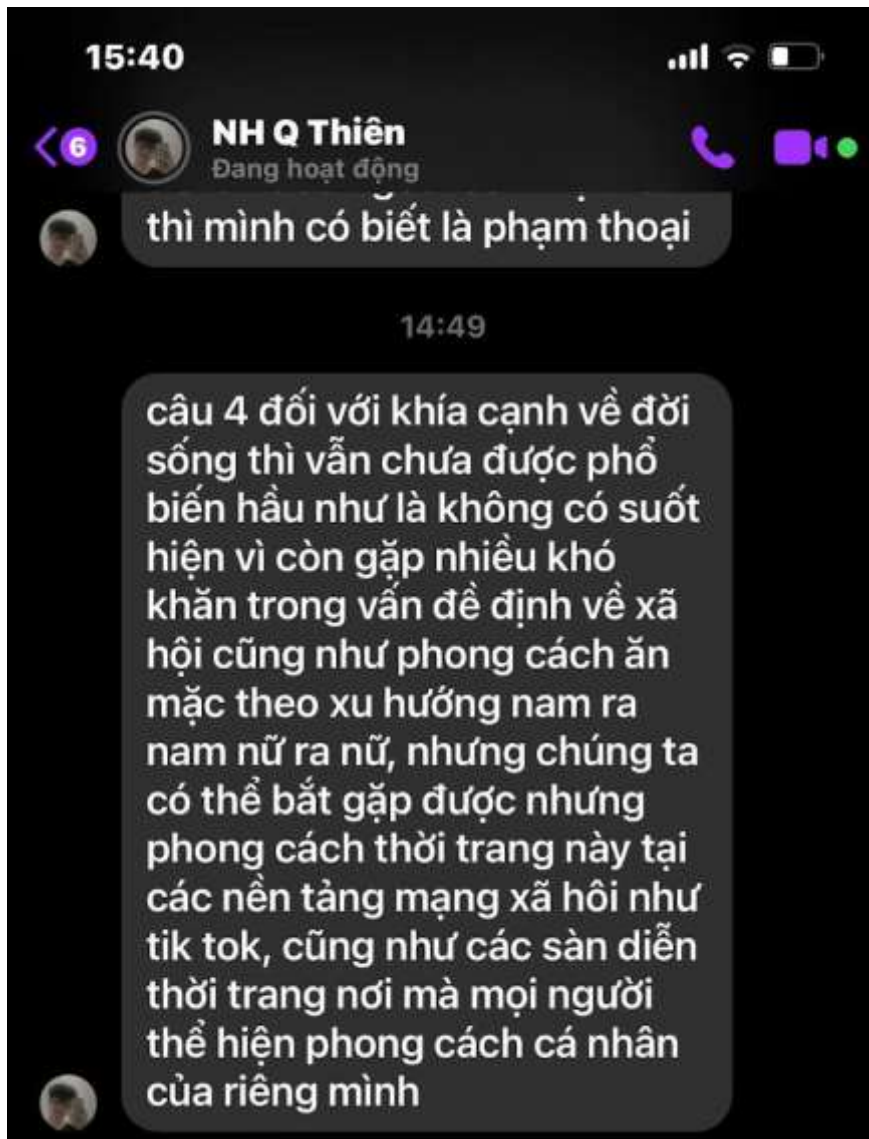 15:40
6
NH Q Thiên
Đang hoạt động
thì mình có biết là phạm thoại
14:49
câu 4 đối với khía cạnh về đời
sống thì vẫn chưa được phổ
biến hầu như là không có suốt
hiện vì còn gặp nhiều khó
khăn trong vấn đề định về xã
hội cũng như phong cách ăn
mặc theo xu hướng nam ra
nam nữ ra nữ, nhưng chúng ta
có thể bắt gặp được nhưng
phong cách thời trang này tại
các nền tảng mạng xã hôi như
tik tok, cũng như các sàn diễn
thời trang nơi mà mọi người
thể hiện phong cách cá nhân
của riêng mình